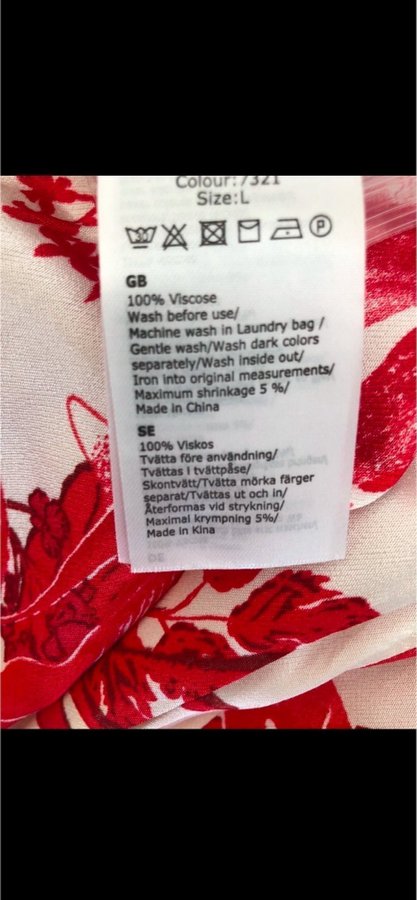 Colour:7321
Size:L
30
P
GB
100% Viscose
Wash before use/
Machine wash in Laundry bag /
Gentle wash/Wash dark colors
separately/Wash inside out/
Iron into original measurements/
Maximum shrinkage 5 %/
Made in China
SE
100% Viskos
Tvätta före användning/
Tvättas I tvättpåse/
Skontvätt/Tvätta mörka färger
separat/Tvättas ut och in/
Återformas vid strykning/
Maximal krympning 5%/
Made in Kina
DE